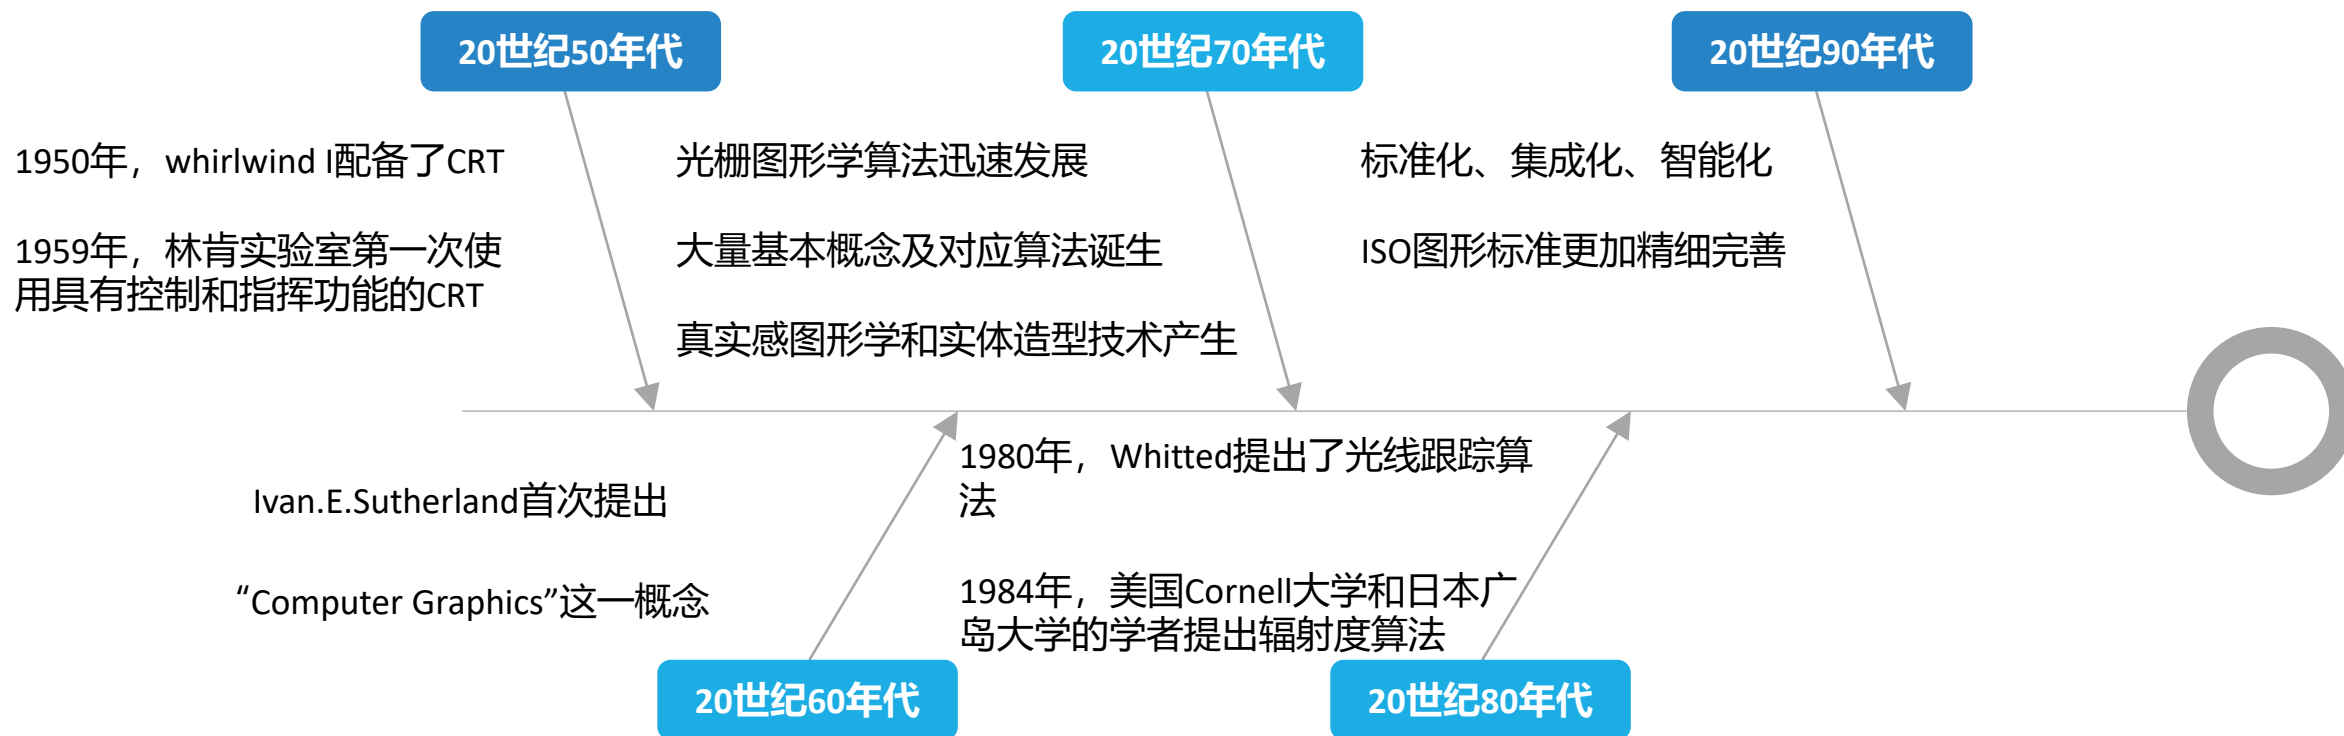 20世纪50年代
1950年，whirlwind I配备了CRT
1959年，林肯实验室第一次使
用具有控制和指挥功能的CRT
20世纪70年代
光栅图形学算法迅速发展
大量基本概念及对应算法诞生
真实感图形学和实体造型技术产生
20世纪90年代
标准化、集成化、智能化
ISO图形标准更加精细完善
Ivan.E.Sutherland首次提出
“Computer Graphics”这一概念
20世纪60年代
1980年，Whitted提出了光线跟踪算
法
1984年，美国Cornell大学和日本广
岛大学的学者提出辐射度算法
20世纪80年代